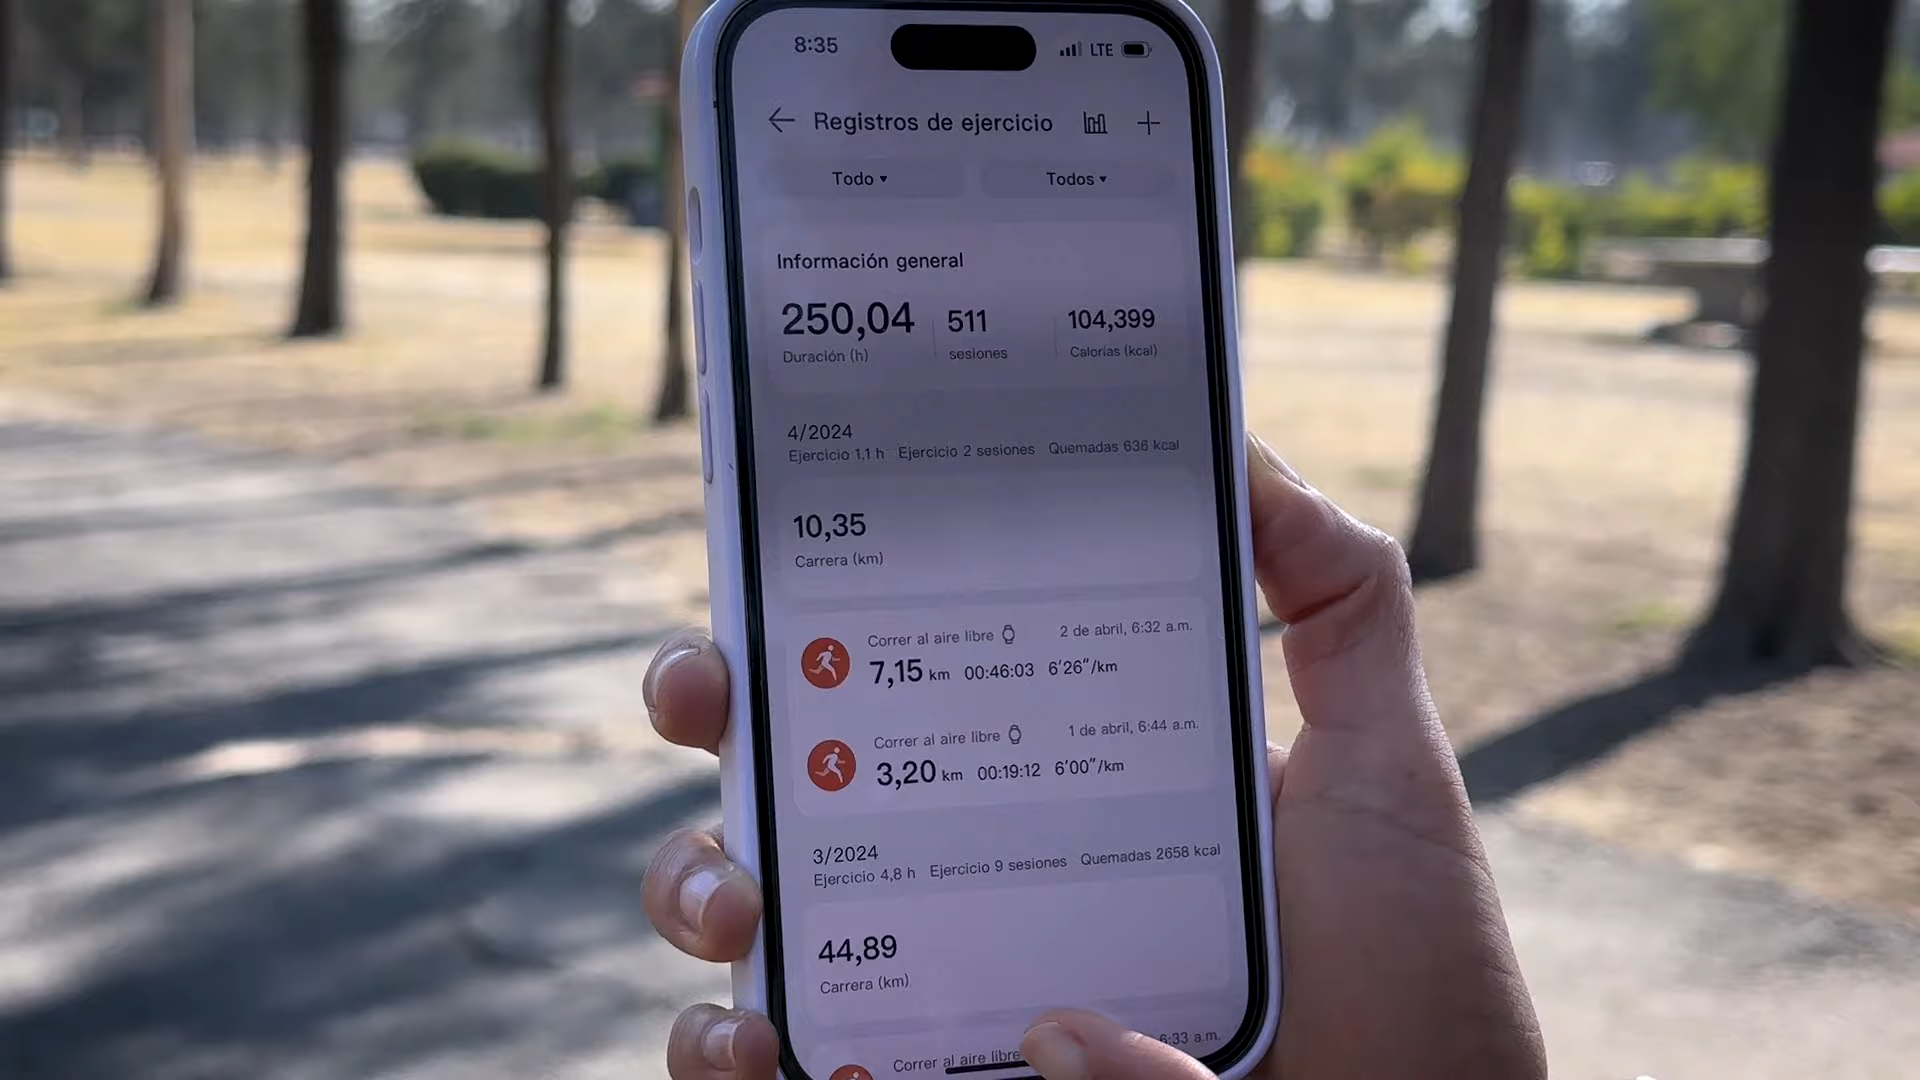 8:35 LTE
Registros de ejercicio
Todo ▾ Todos ▾
Información general
250,04 511 104,399
Duración (h) sesiones Calorías (kcal)
4/2024
Ejercicio 1,1 h Ejercicio 2 sesiones Quemadas 636 kcal
10,35
Carrera (km)
Correr al aire libre 2 de abril, 6:32 a.m.
7,15 km 00:46:03 6'26"/km
Correr al aire libre 1 de abril, 6:44 a.m.
3,20 km 00:19:12 6'00"/km
3/2024
Ejercicio 4,8 h Ejercicio 9 sesiones Quemadas 2658 kcal
44,89
Carrera (km)
Correr al aire libre 6:33 a.m.